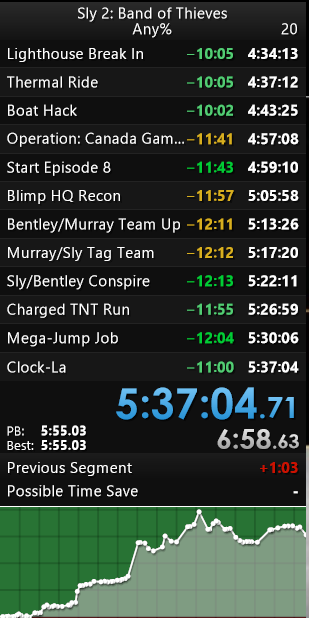 Sly 2: Band of Thieves
Any% 20
Lighthouse Break In −10:05 4:34:13
Thermal Ride −10:05 4:37:12
Boat Hack −10:02 4:43:25
Operation: Canada Gam... −11:41 4:57:08
Start Episode 8 −11:43 4:59:10
Blimp HQ Recon −11:57 5:05:58
Bentley/Murray Team Up −12:11 5:13:26
Murray/Sly Tag Team −12:12 5:17:20
Sly/Bentley Conspire −12:13 5:22:11
Charged TNT Run −11:55 5:26:59
Mega-Jump Job −12:04 5:30:06
Clock-La −11:00 5:37:04
5:37:04.71
PB: 5:55.03 6:58.63
Best: 5:55.03
Previous Segment +1:03
Possible Time Save -